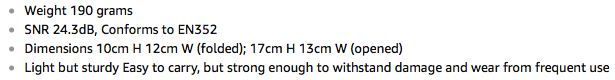 Weight 190 grams
SNR 24.3dB, Conforms to EN352
Dimensions 10cm H 12cm W (folded); 17cm H 13cm W (opened)
Light but sturdy Easy to carry, but strong enough to withstand damage and wear from frequent use